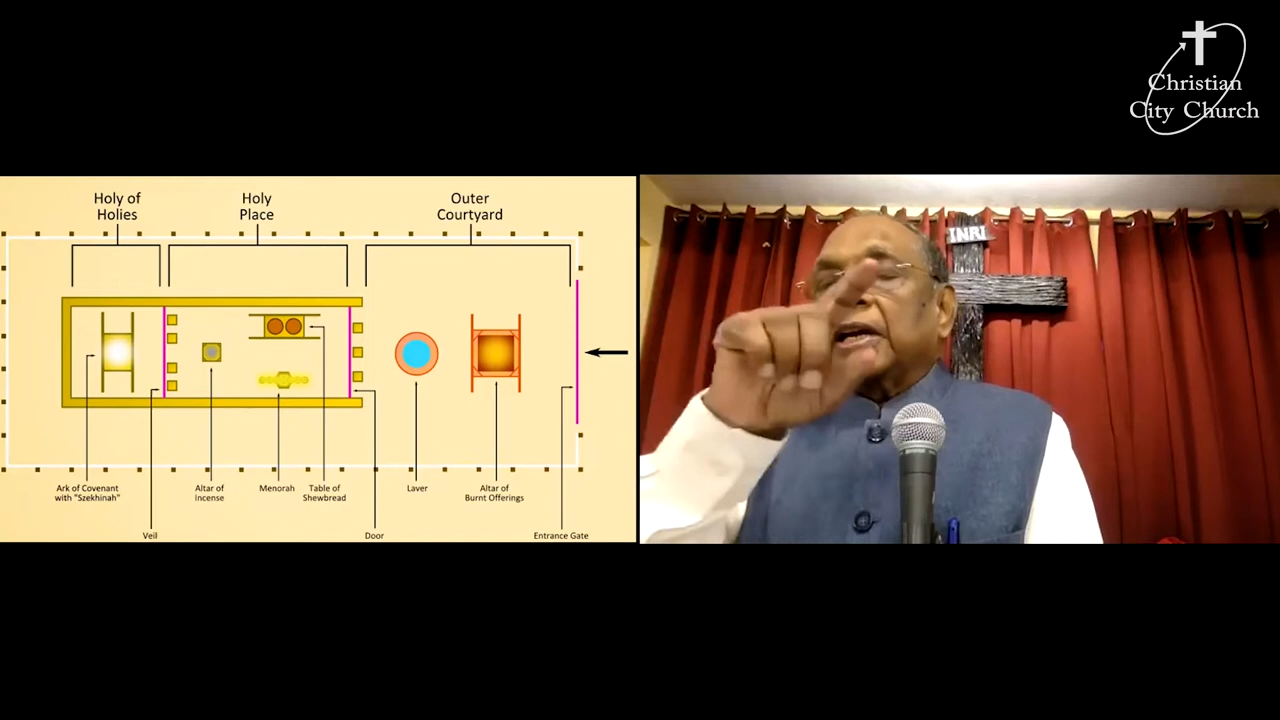 Christian
City Church
Holy of
Holies
Holy
Place
Outer
Courtyard
INRI
Ark of Covenant
with "Szekhinah"
Altar of
Incense
Menorah
Table of
Shewbread
Laver
Altar of
Burnt Offerings
Veil
Door
Entrance Gate